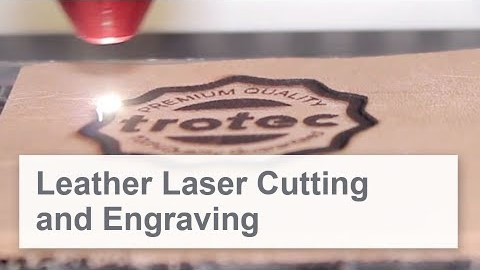 PREMIUM QUALITY
trotec
Leather Laser Cutting
and Engraving